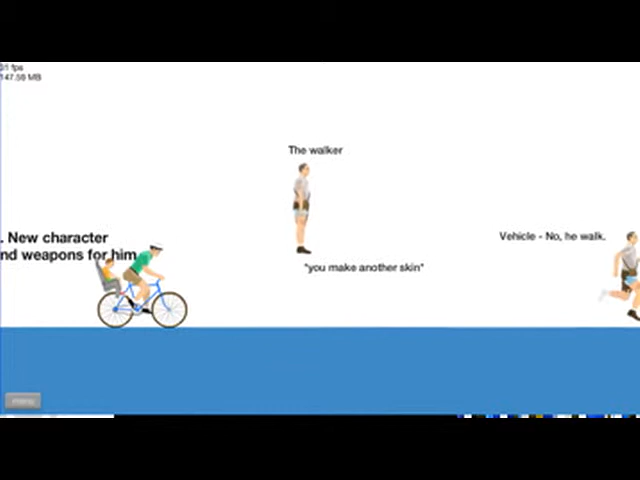 31 fps
147.59 MB
The walker
. New character
nd weapons for him
Vehicle - No, he walk.
"you make another skin"
menu